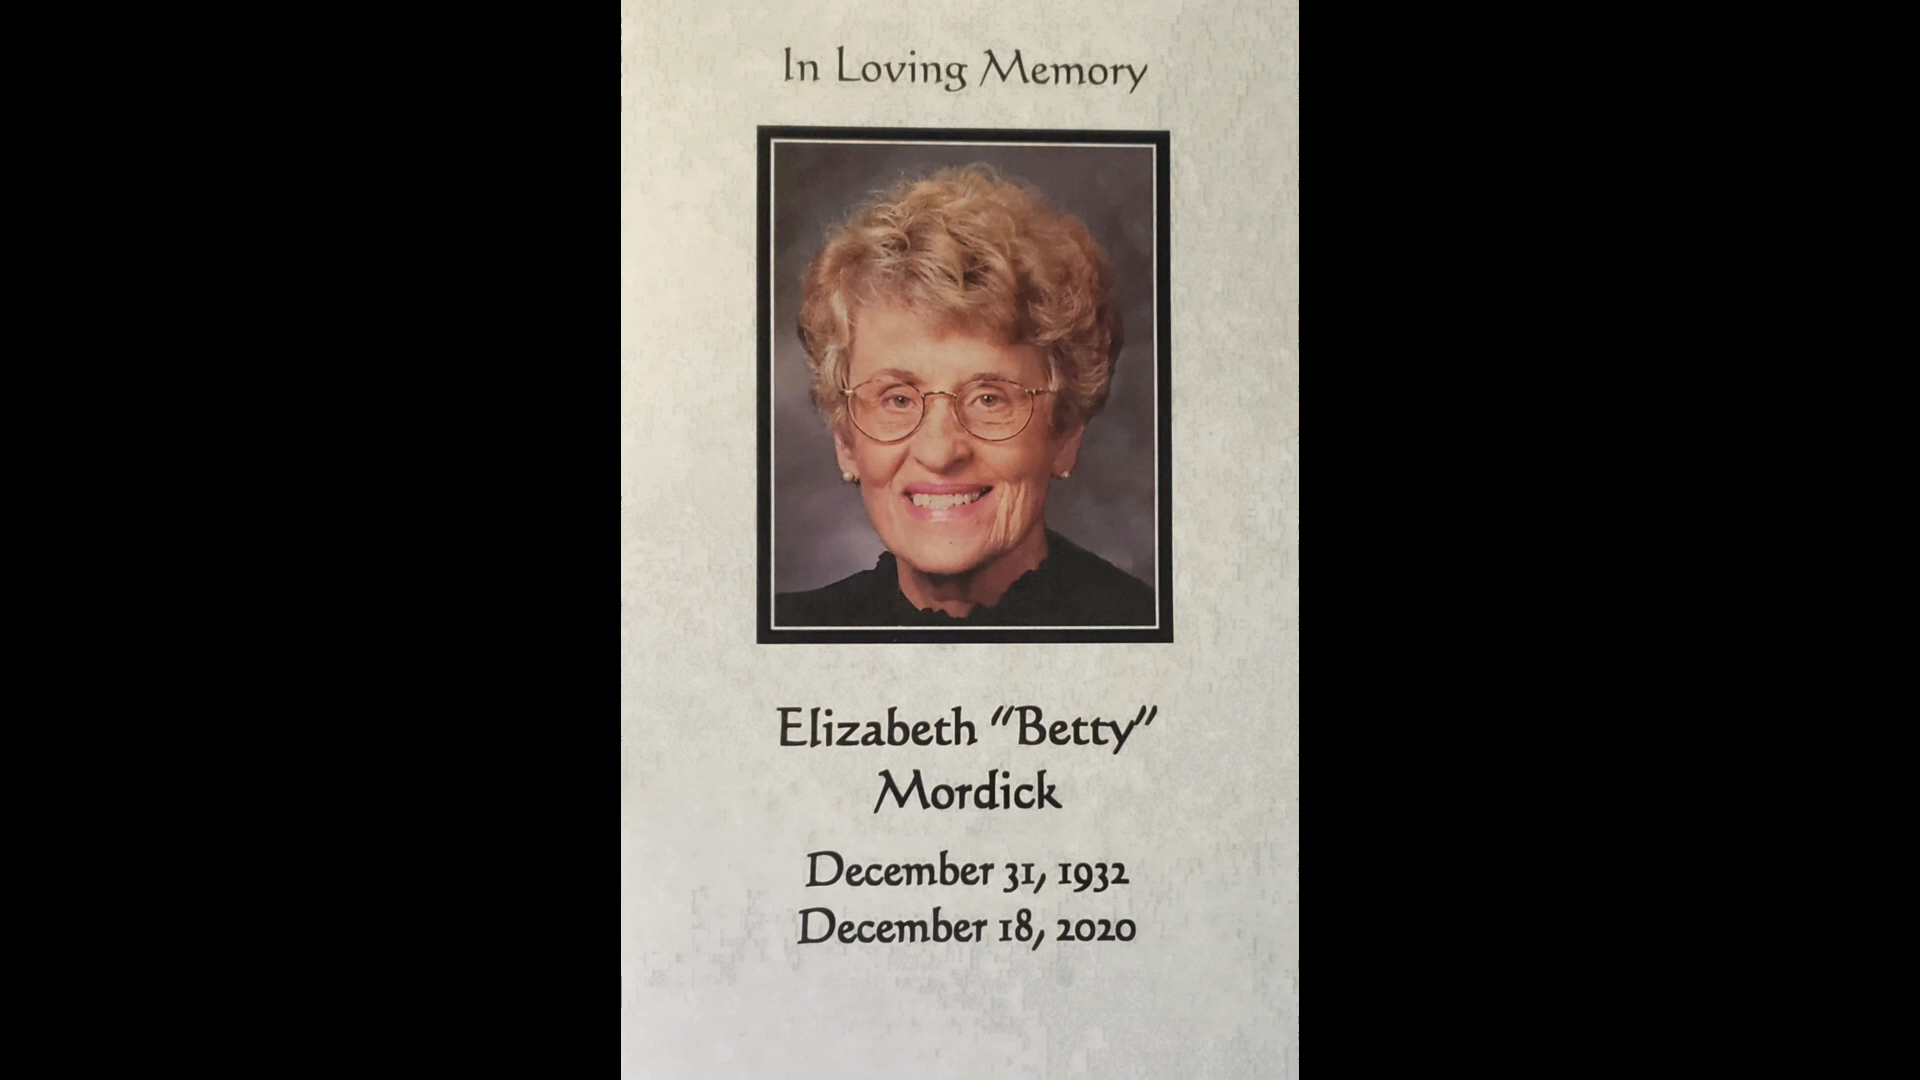 In Loving Memory
Elizabeth “Betty”
Mordick
December 31, 1932
December 18, 2020